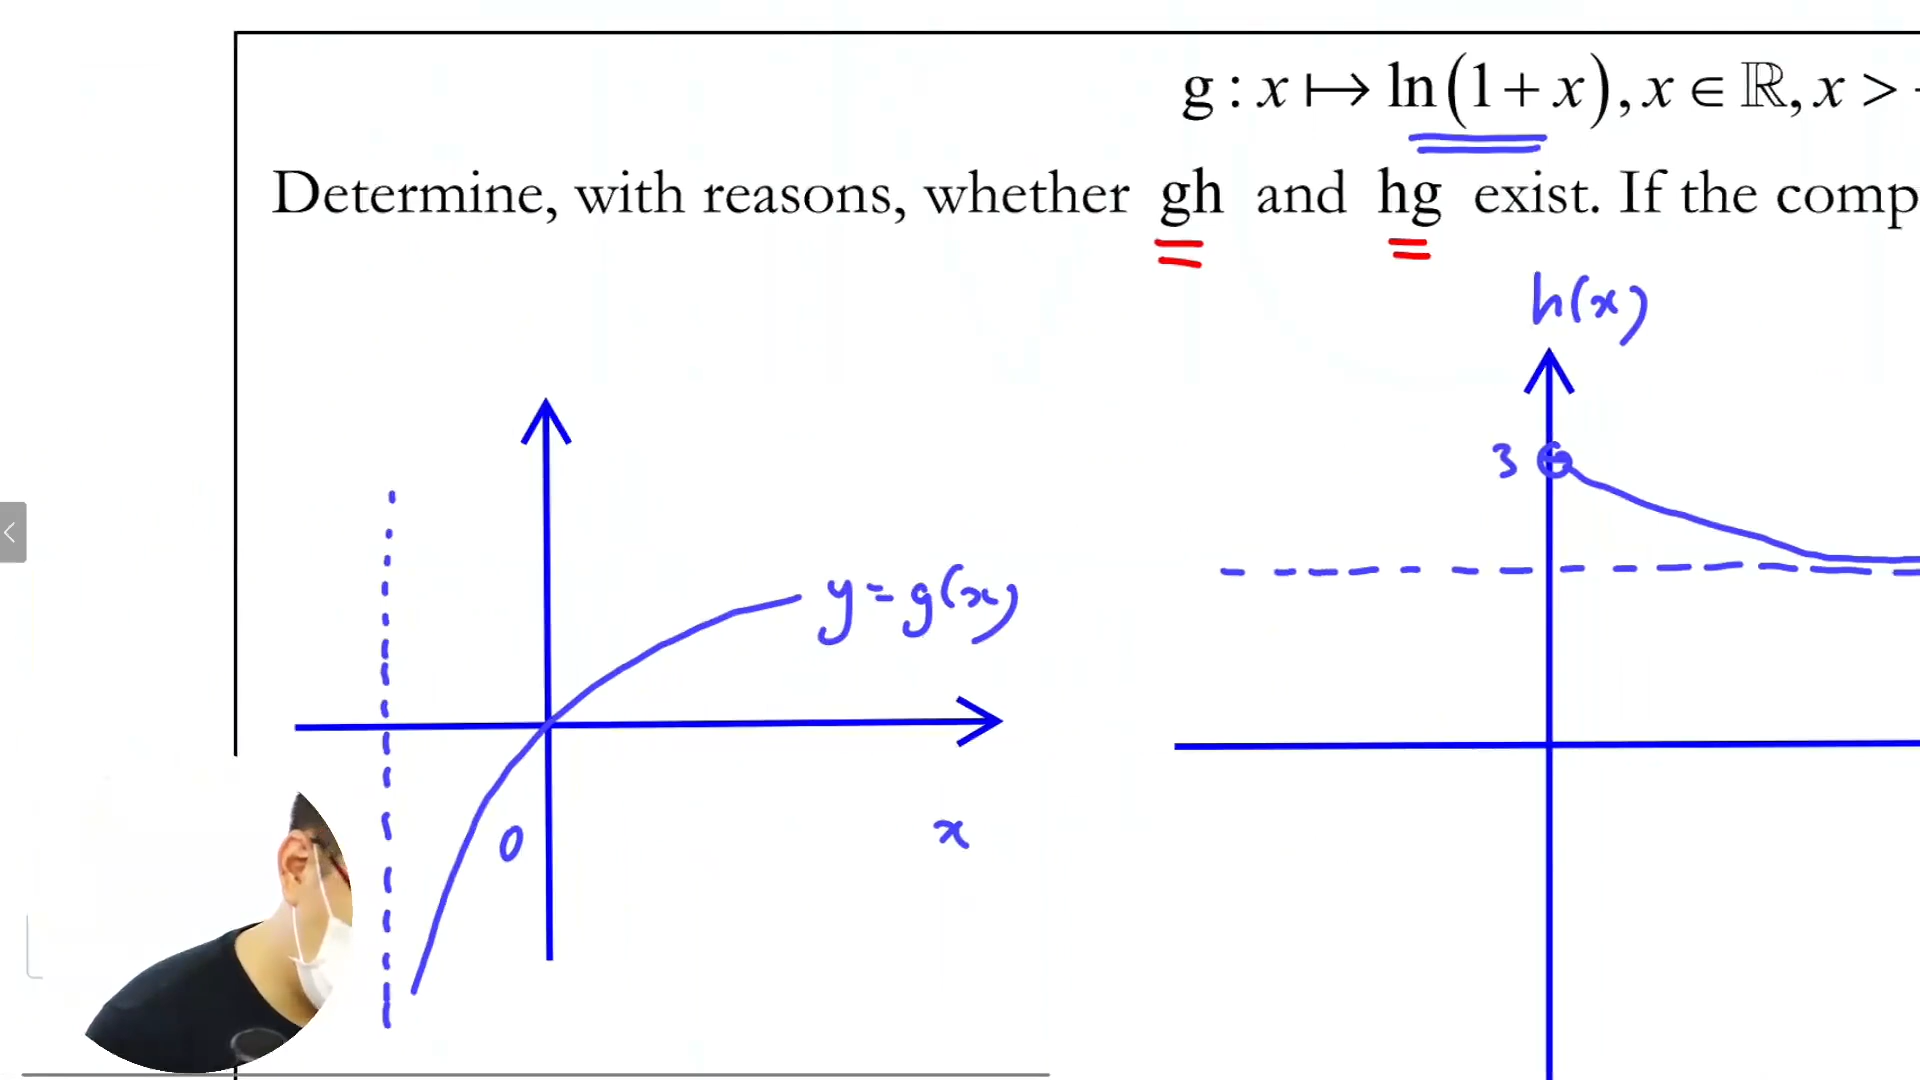 g : x ↦ ln(1 + x), x ∈ ℝ, x > -
Determine, with reasons, whether gh and hg exist. If the comp
h(x)
3
y = g(x)
0
x